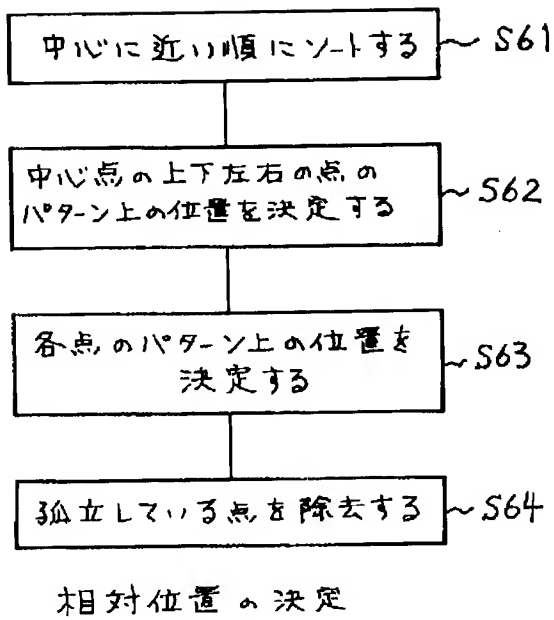 中心に近い順にソートする
S61
中心点の上下左右の点の
パターン上の位置を決定する
S62
各点のパターン上の位置を
決定する
S63
孤立している点を除去する
S64
相対位置の決定